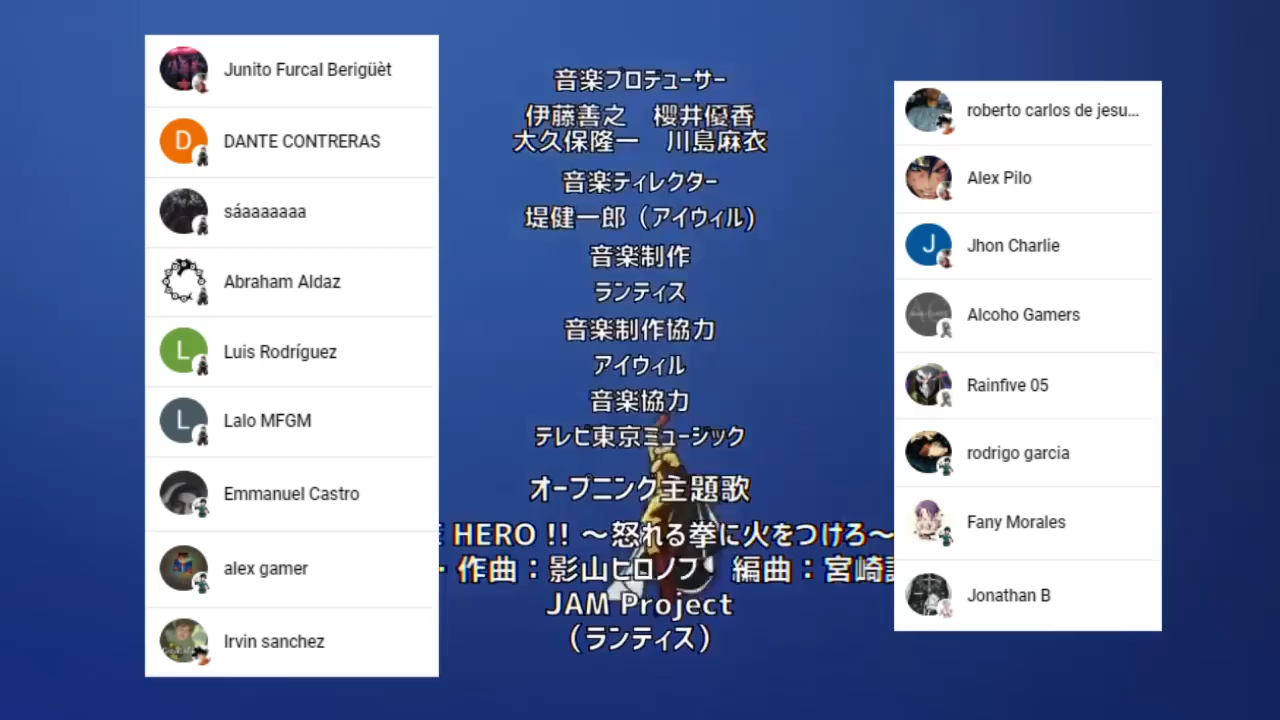 Junito Furcal Berigüèt
D
DANTE CONTRERAS
sáaaaaaaa
Abraham Aldaz
L
Luis Rodríguez
L
Lalo MFGM
Emmanuel Castro
alex gamer
Irvin sanchez
音楽プロデューサー
伊藤善之　櫻井優香
大久保隆一　川島麻衣
音楽ディレクター
堤健一郎（アイウィル）
音楽制作
ランティス
音楽制作協力
アイウィル
音楽協力
テレビ東京ミュージック
オープニング主題歌
HERO !! ～怒れる拳に火をつけろ～
・作曲：影山ヒロノブ　編曲：宮崎
JAM Project
（ランティス）
roberto carlos de jesu...
Alex Pilo
J
Jhon Charlie
Alcoho Gamers
Rainfive 05
rodrigo garcia
Fany Morales
Jonathan B